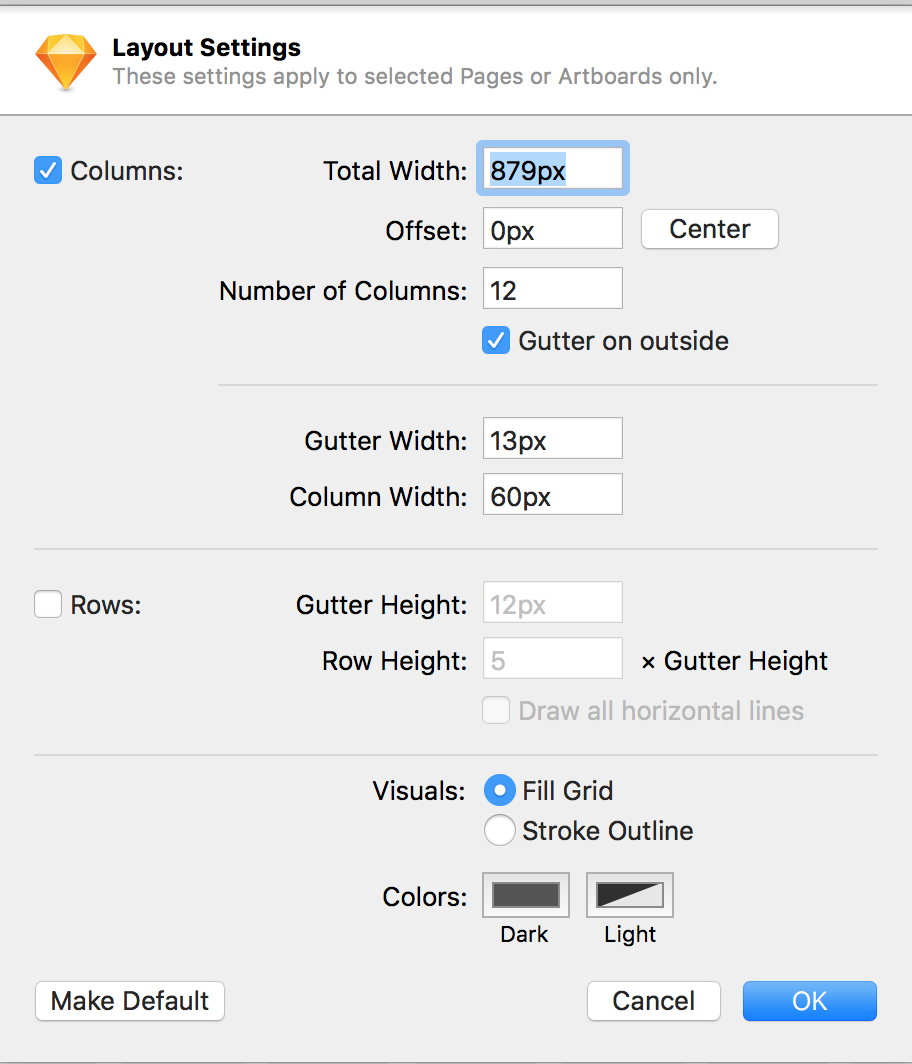 Layout Settings
These settings apply to selected Pages or Artboards only.
Columns: Total Width: 879px
Offset: 0px Center
Number of Columns: 12
Gutter on outside
Gutter Width: 13px
Column Width: 60px
Rows: Gutter Height: 12px
Row Height: 5 × Gutter Height
Draw all horizontal lines
Visuals: Fill Grid
Stroke Outline
Colors:
Dark Light
Make Default Cancel OK